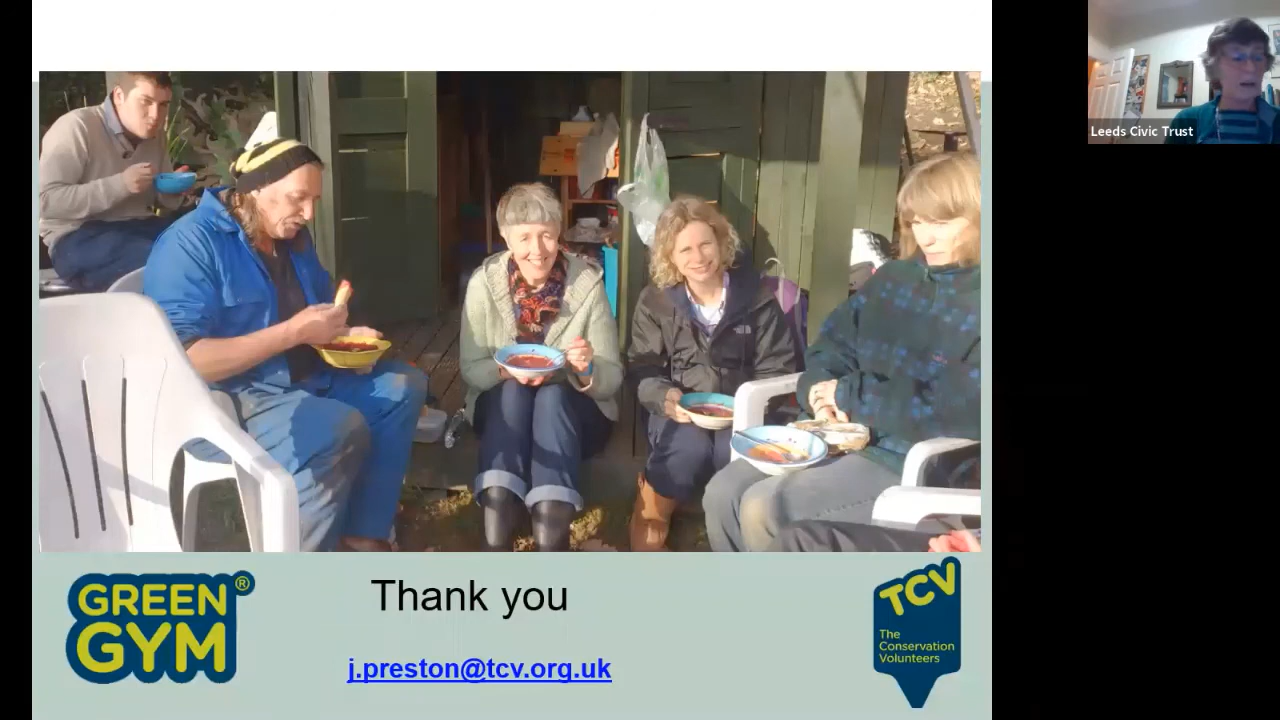 Leeds Civic Trust
GREEN®
GYM
Thank you
j.preston@tcv.org.uk
TCV
The
Conservation
Volunteers